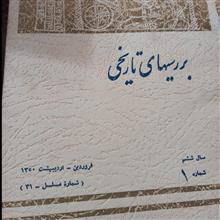 بررسیهای تاریخی
سال ششم
شماره ۱
فروردین - اردیبهشت ۱۳۵۰
( شمارهٔ مسلسل - ۳۱ )